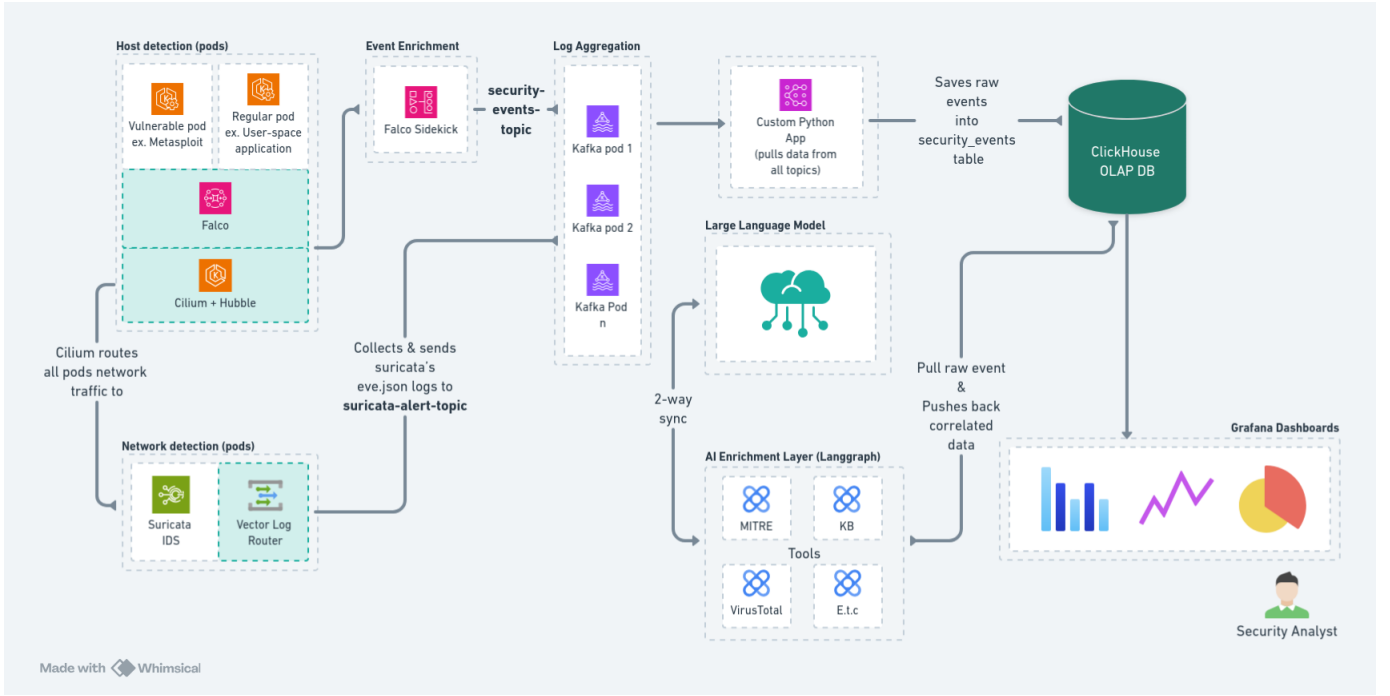 Host detection (pods)
Vulnerable pod
ex. Metasploit
Regular pod
ex. User-space
application
Falco
Cilium + Hubble
Event Enrichment
Falco Sidekick
security-
events-
topic
Log Aggregation
Kafka pod 1
Kafka pod 2
Kafka Pod
n
Custom Python
App
(pulls data from
all topics)
Saves raw
events
into
security_events
table
ClickHouse
OLAP DB
Large Language Model
Cilium routes
all pods network
traffic to
Collects & sends
suricata's
eve.json logs to
suricata-alert-topic
2-way
sync
Pull raw event
&
Pushes back
correlated
data
Network detection (pods)
Suricata
IDS
Vector Log
Router
AI Enrichment Layer (Langgraph)
MITRE
KB
Tools
VirusTotal
E.t.c
Grafana Dashboards
Security Analyst
Made with Whimsical